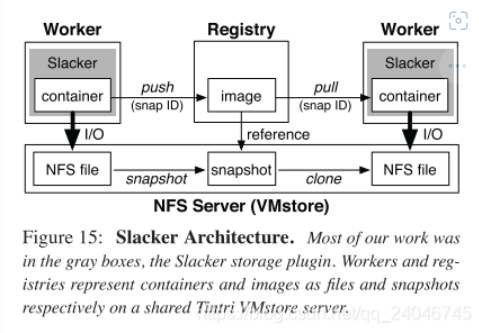 Worker Registry Worker
Slacker Slacker
push pull
container image container
(snap ID) (snap ID)
I/O reference I/O
NFS file snapshot NFS file
snapshot clone
NFS Server (VMstore)
Figure 15: Slacker Architecture. Most of our work was
in the gray boxes, the Slacker storage plugin. Workers and reg-
istries represent containers and images as files and snapshots
respectively on a shared Tintri VMstore server.
https://blog.csdn.net/qq_24046745